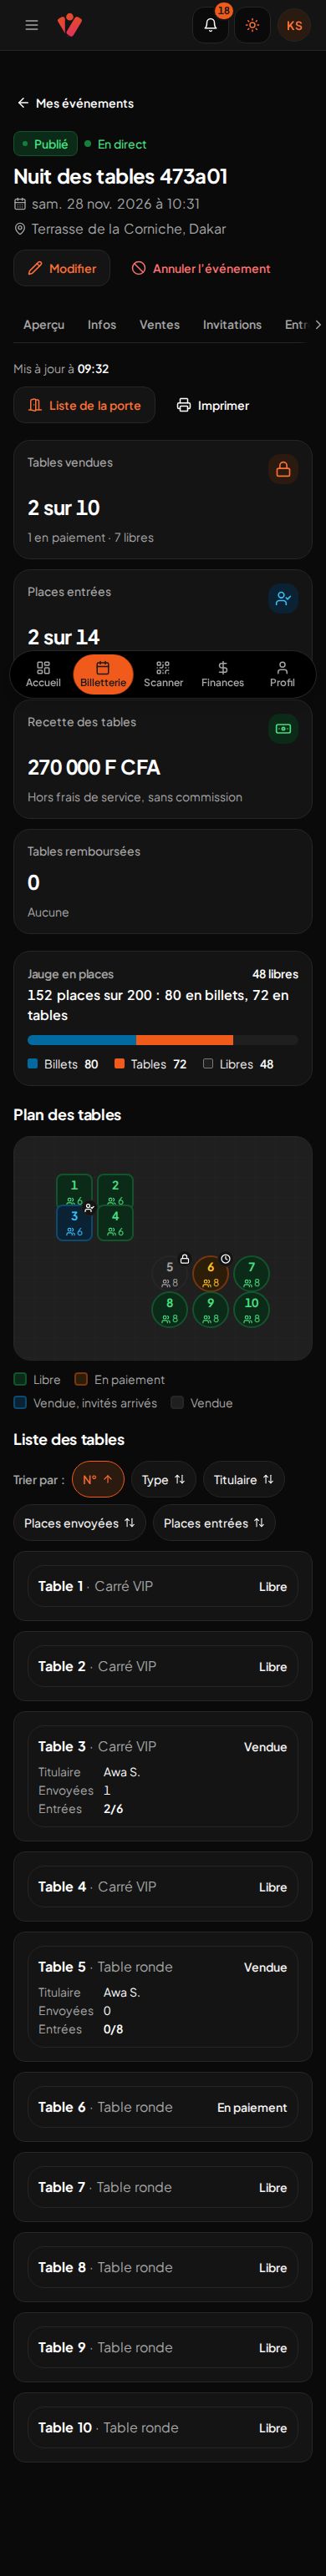 18
KS
Mes événements
Publié En direct
Nuit des tables 473a01
sam. 28 nov. 2026 à 10:31
Terrasse de la Corniche, Dakar
Modifier Annuler l'événement
Aperçu Infos Ventes Invitations Entr
Mis à jour à 09:32
Liste de la porte Imprimer
Tables vendues
2 sur 10
1 en paiement · 7 libres
Places entrées
2 sur 14
Accueil Billetterie Scanner Finances Profil
Recette des tables
270 000 F CFA
Hors frais de service, sans commission
Tables remboursées
0
Aucune
Jauge en places 48 libres
152 places sur 200 : 80 en billets, 72 en
tables
Billets 80 Tables 72 Libres 48
Plan des tables
1 2
6 6
3 4
6 6
5 6 7
8 8 8
8 9 10
8 8 8
Libre En paiement
Vendue, invités arrivés Vendue
Liste des tables
Trier par : N° Type Titulaire
Places envoyées Places entrées
Table 1 · Carré VIP Libre
Table 2 · Carré VIP Libre
Table 3 · Carré VIP Vendue
Titulaire Awa S.
Envoyées 1
Entrées 2/6
Table 4 · Carré VIP Libre
Table 5 · Table ronde Vendue
Titulaire Awa S.
Envoyées 0
Entrées 0/8
Table 6 · Table ronde En paiement
Table 7 · Table ronde Libre
Table 8 · Table ronde Libre
Table 9 · Table ronde Libre
Table 10 · Table ronde Libre